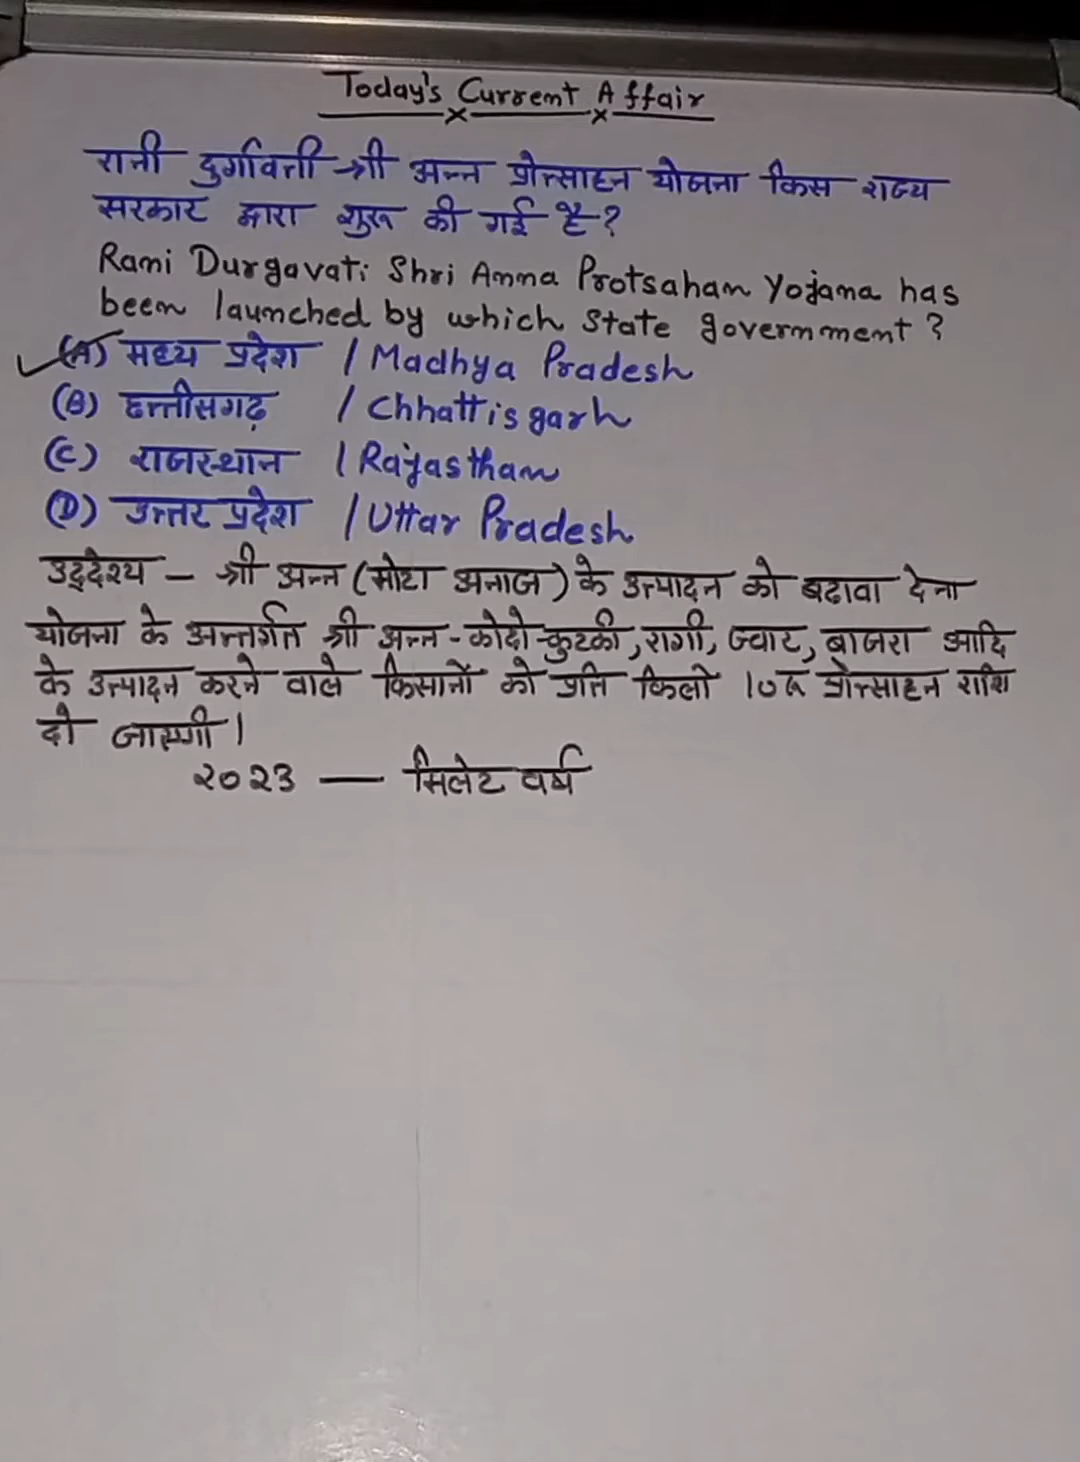 Today's Current Affair
रानी दुर्गावती श्री अन्न प्रोत्साहन योजना किस राज्य
सरकार द्वारा शुरू की गई है?
Rani Durgavati Shri Anna Protsahan Yojana has
been launched by which State government?
(A) मध्य प्रदेश / Madhya Pradesh
(B) छत्तीसगढ़ / Chhattisgarh
(C) राजस्थान / Rajasthan
(D) उत्तर प्रदेश / Uttar Pradesh
उद्देश्य – श्री अन्न (मोटा अनाज) के उत्पादन को बढावा देना
योजना के अन्तर्गत श्री अन्न - कोदो-कुटकी, रागी, ज्वार, बाजरा आदि
के उत्पादन करने वाले किसानों को प्रति किलो 10रू प्रोत्साहन राशि
दी जाएगी।
२०२३ — मिलेट वर्ष